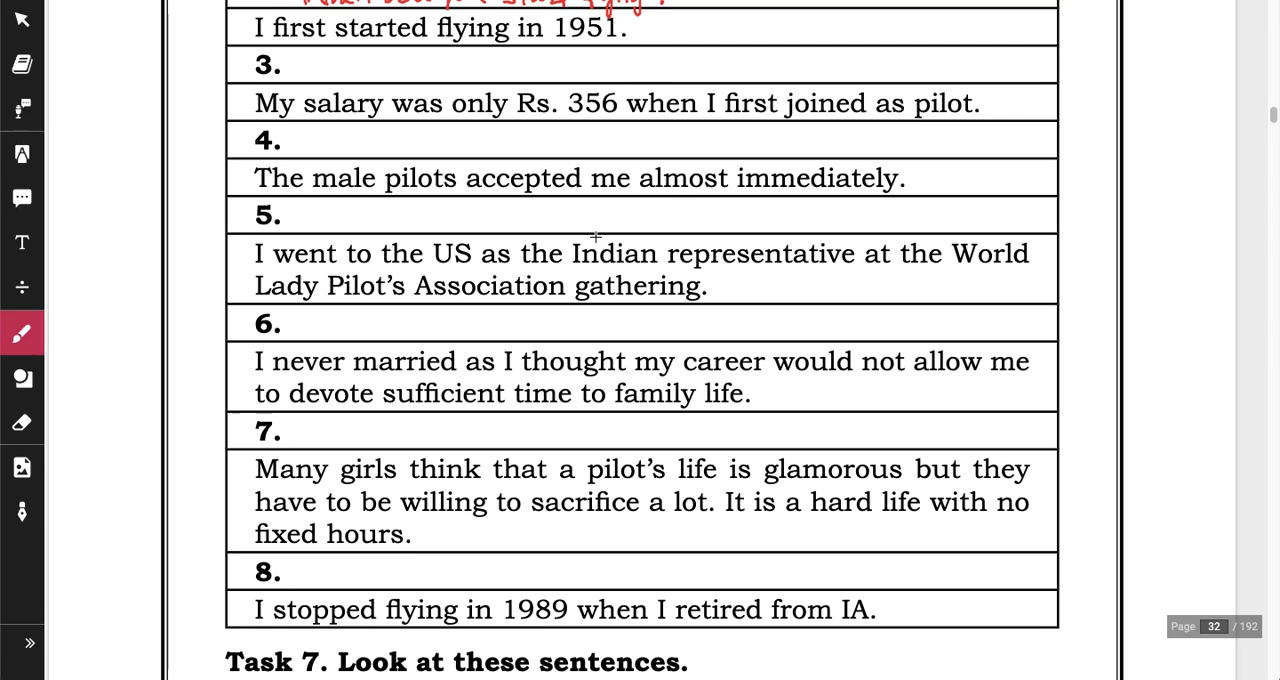 I first started flying in 1951.
3.
My salary was only Rs. 356 when I first joined as pilot.
4.
The male pilots accepted me almost immediately.
5.
I went to the US as the Indian representative at the World
Lady Pilot's Association gathering.
6.
I never married as I thought my career would not allow me
to devote sufficient time to family life.
7.
Many girls think that a pilot's life is glamorous but they
have to be willing to sacrifice a lot. It is a hard life with no
fixed hours.
8.
I stopped flying in 1989 when I retired from IA.
Page 32 / 192
Task 7. Look at these sentences.